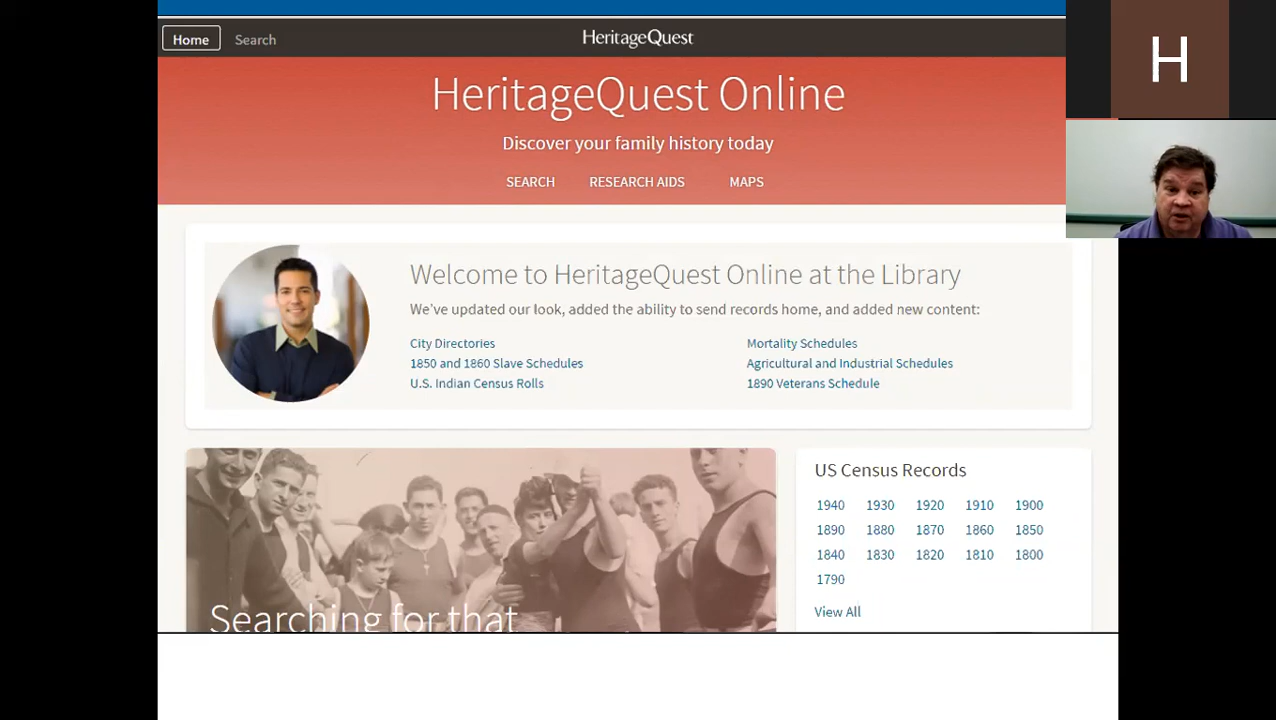 Home Search HeritageQuest
H
HeritageQuest Online
Discover your family history today
SEARCH RESEARCH AIDS MAPS
Welcome to HeritageQuest Online at the Library
We've updated our look, added the ability to send records home, and added new content:
City Directories Mortality Schedules
1850 and 1860 Slave Schedules Agricultural and Industrial Schedules
U.S. Indian Census Rolls 1890 Veterans Schedule
Searching for that
US Census Records
1940 1930 1920 1910 1900
1890 1880 1870 1860 1850
1840 1830 1820 1810 1800
1790
View All